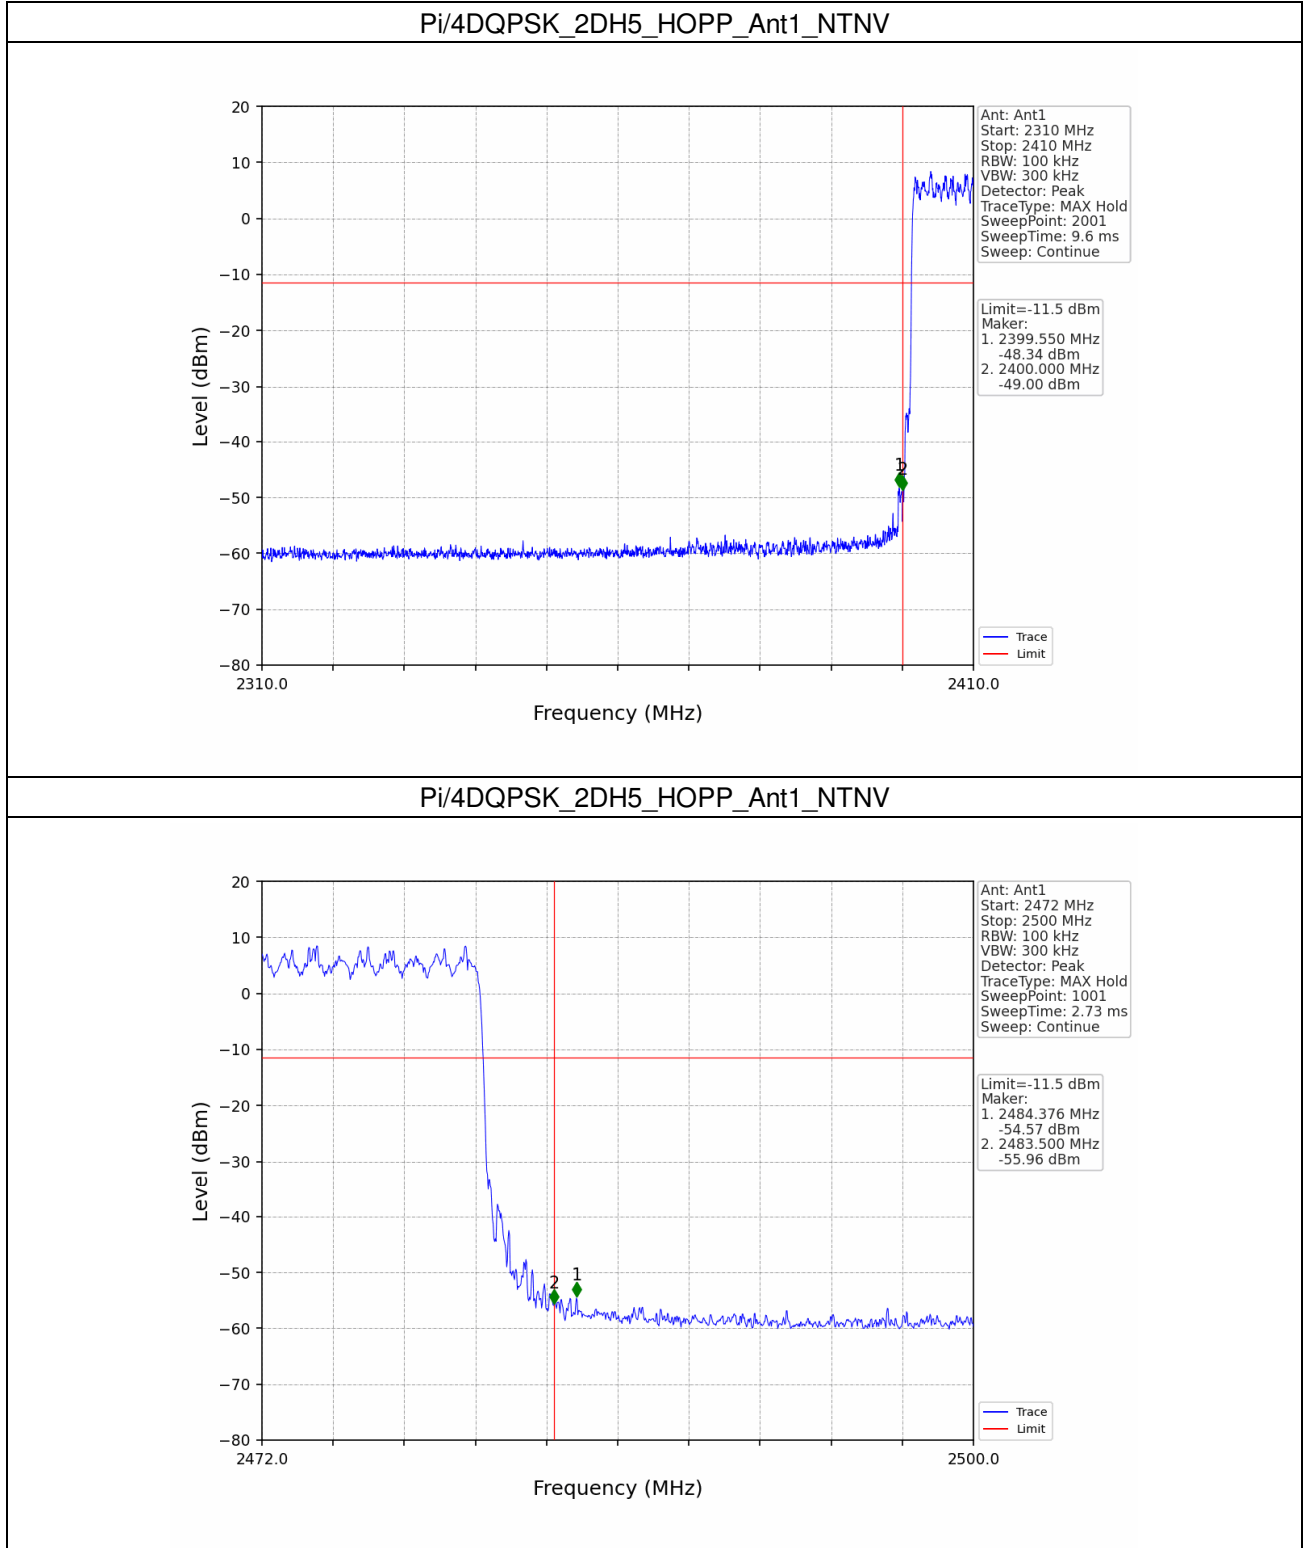 Pi/4DQPSK_2DH5_HOPP_Ant1_NTNV
20
10
0
−10
−20
−30
−40
−50
−60
−70
−80
Level (dBm)
2310.0
2410.0
Frequency (MHz)
1
2
Ant: Ant1
Start: 2310 MHz
Stop: 2410 MHz
RBW: 100 kHz
VBW: 300 kHz
Detector: Peak
TraceType: MAX Hold
SweepPoint: 2001
SweepTime: 9.6 ms
Sweep: Continue
Limit=-11.5 dBm
Maker:
1. 2399.550 MHz
-48.34 dBm
2. 2400.000 MHz
-49.00 dBm
Trace
Limit
Pi/4DQPSK_2DH5_HOPP_Ant1_NTNV
20
10
0
−10
−20
−30
−40
−50
−60
−70
−80
Level (dBm)
2472.0
2500.0
Frequency (MHz)
2
1
Ant: Ant1
Start: 2472 MHz
Stop: 2500 MHz
RBW: 100 kHz
VBW: 300 kHz
Detector: Peak
TraceType: MAX Hold
SweepPoint: 1001
SweepTime: 2.73 ms
Sweep: Continue
Limit=-11.5 dBm
Maker:
1. 2484.376 MHz
-54.57 dBm
2. 2483.500 MHz
-55.96 dBm
Trace
Limit